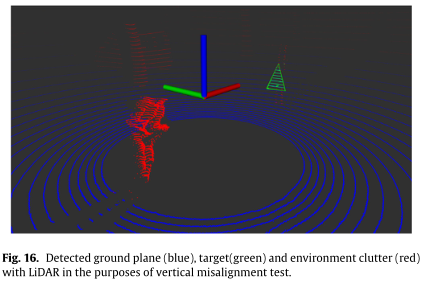 Fig. 16. Detected ground plane (blue), target(green) and environment clutter (red)
with LiDAR in the purposes of vertical misalignment test.